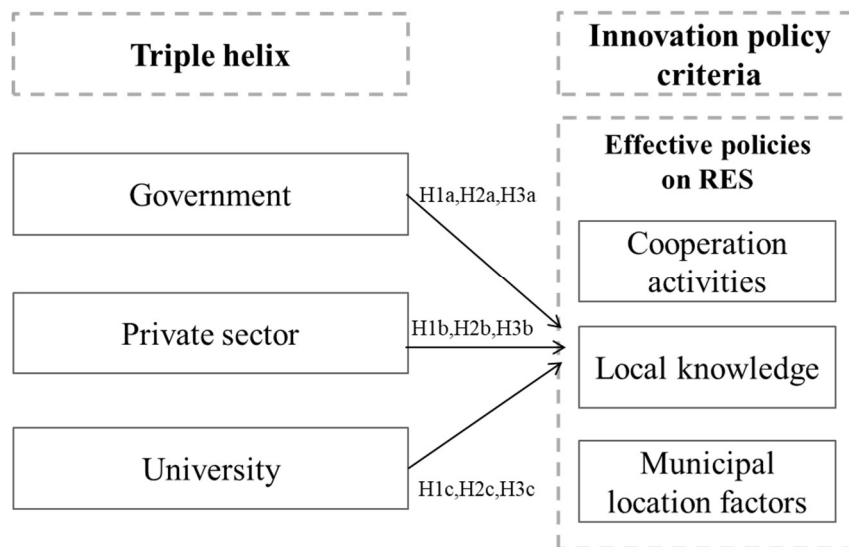 Triple helix
Innovation policy
criteria
Government
Private sector
University
H1a,H2a,H3a
H1b,H2b,H3b
H1c,H2c,H3c
Effective policies
on RES
Cooperation
activities
Local knowledge
Municipal
location factors